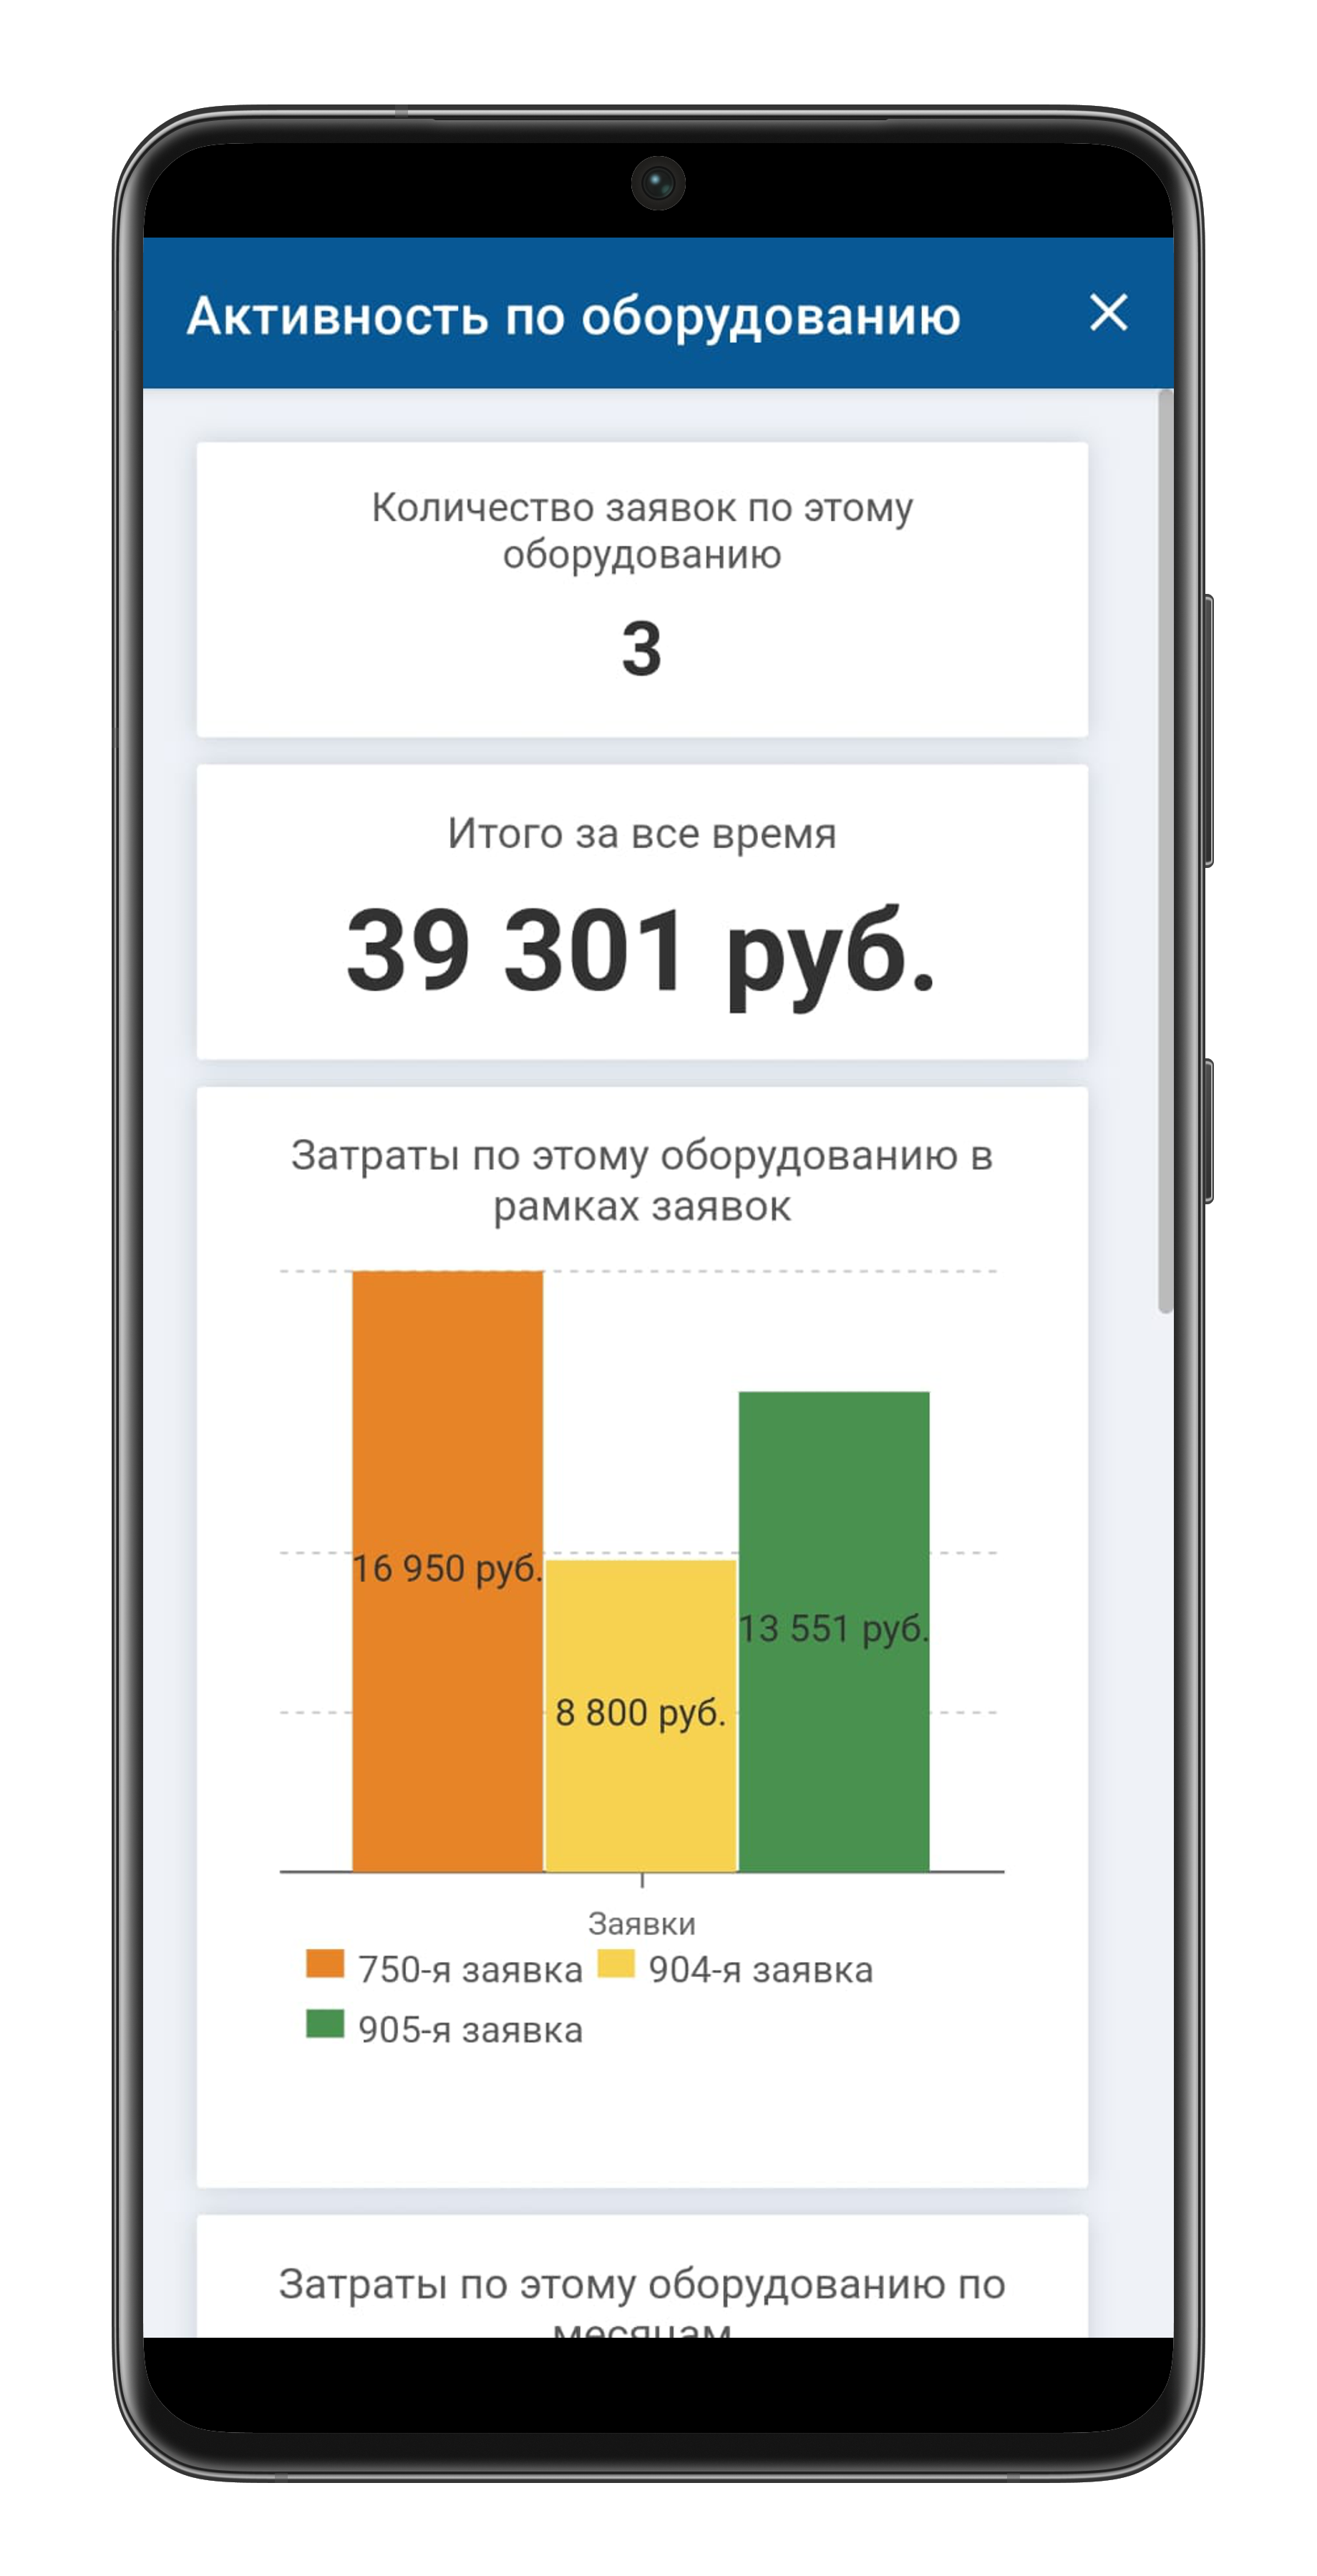 Активность по оборудованию
Количество заявок по этому
оборудованию
3
Итого за все время
39 301 руб.
Затраты по этому оборудованию в
рамках заявок
16 950 руб.
8 800 руб.
13 551 руб.
Заявки
750-я заявка 904-я заявка
905-я заявка
Затраты по этому оборудованию по
месяцам